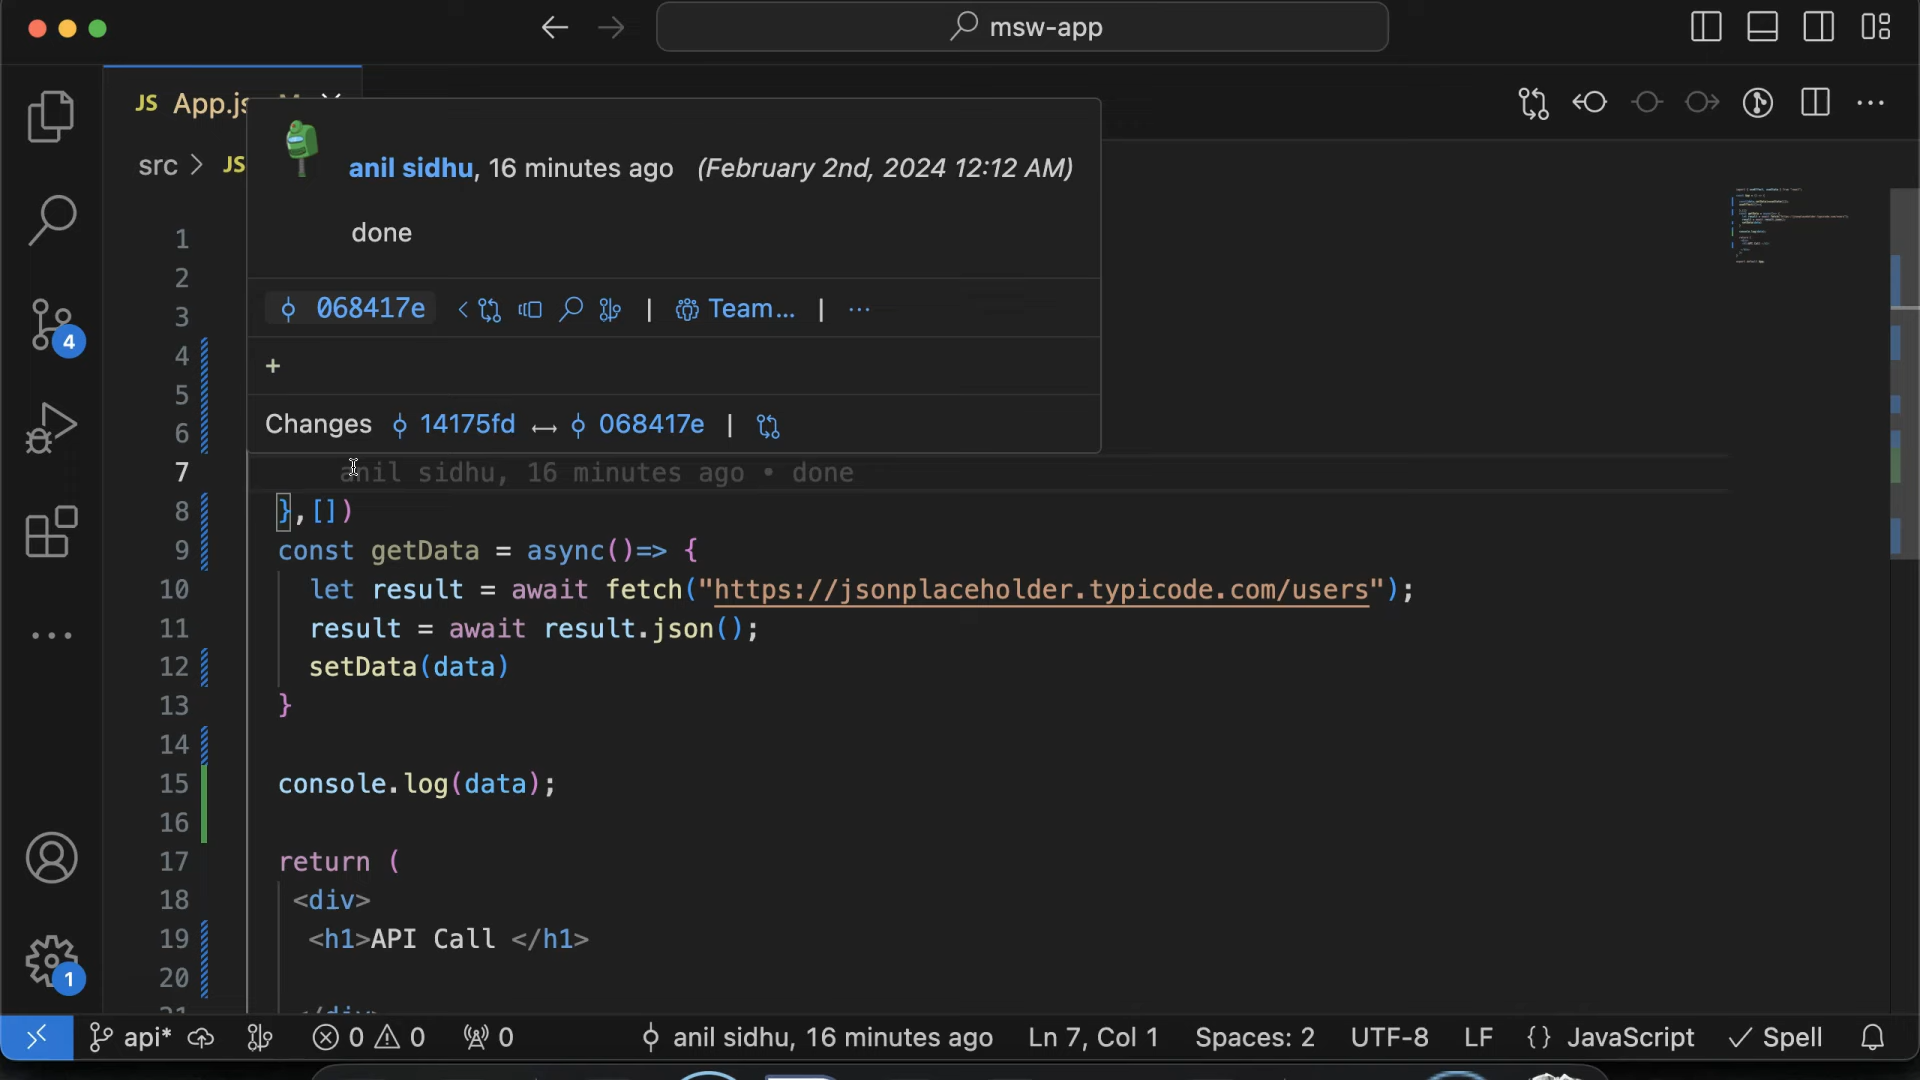 msw-app
JS App.js
src > JS
anil sidhu, 16 minutes ago (February 2nd, 2024 12:12 AM)
done
068417e | Team... | ...
+
Changes 14175fd ↔ 068417e |
1
2
3
4
5
6
7 anil sidhu, 16 minutes ago • done
8 },[])
9 const getData = async()=> {
10 let result = await fetch("https://jsonplaceholder.typicode.com/users");
11 result = await result.json();
12 setData(data)
13 }
14
15 console.log(data);
16
17 return (
18 <div>
19 <h1>API Call </h1>
20
21 </div>
4
1
api* 0 0 0 anil sidhu, 16 minutes ago Ln 7, Col 1 Spaces: 2 UTF-8 LF {} JavaScript ✓ Spell